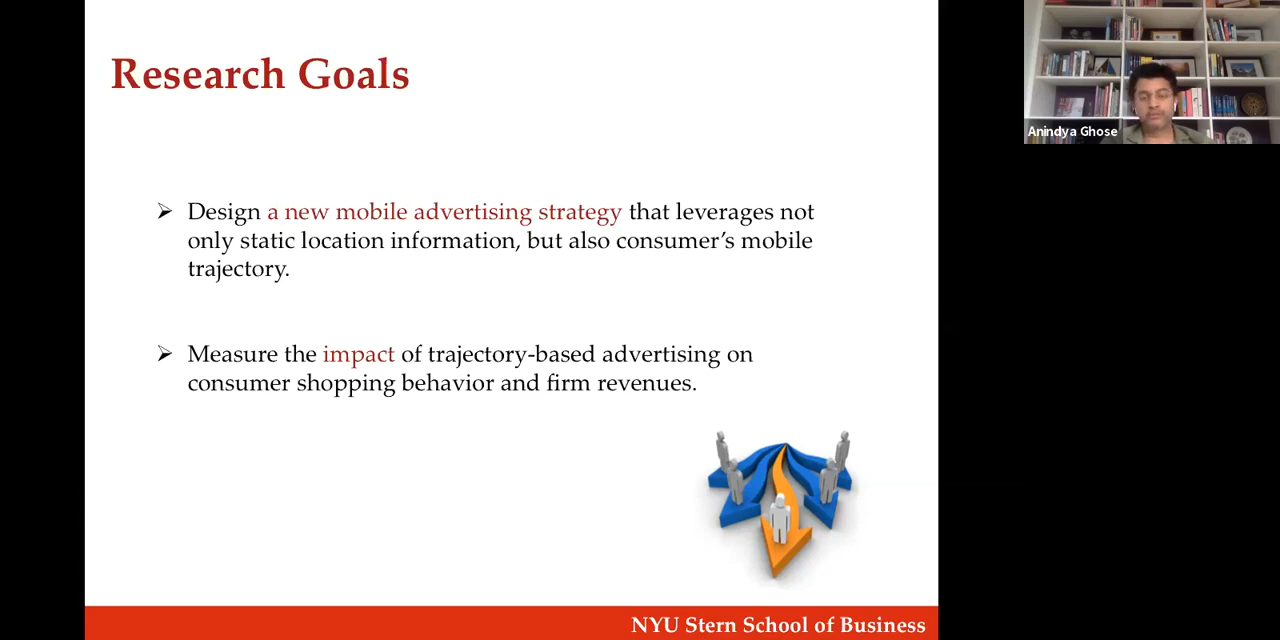 Research Goals
Anindya Ghose
Design a new mobile advertising strategy that leverages not
only static location information, but also consumer’s mobile
trajectory.
Measure the impact of trajectory-based advertising on
consumer shopping behavior and firm revenues.
NYU Stern School of Business